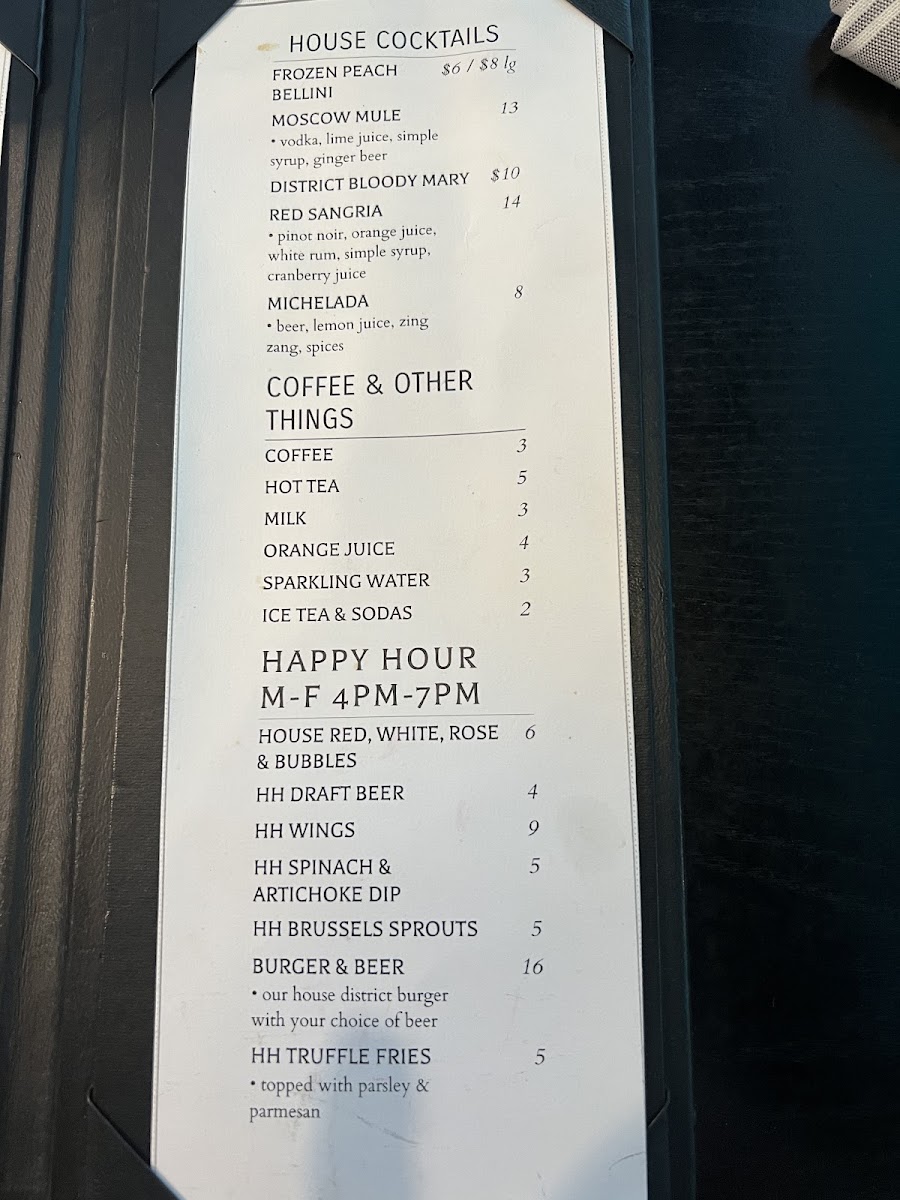 HOUSE COCKTAILS
FROZEN PEACH BELLINI $6 / $8 lg
MOSCOW MULE 13
• vodka, lime juice, simple
syrup, ginger beer
DISTRICT BLOODY MARY $10
RED SANGRIA 14
• pinot noir, orange juice,
white rum, simple syrup,
cranberry juice
MICHELADA 8
• beer, lemon juice, zing
zang, spices
COFFEE & OTHER
THINGS
COFFEE 3
HOT TEA 5
MILK 3
ORANGE JUICE 4
SPARKLING WATER 3
ICE TEA & SODAS 2
HAPPY HOUR
M-F 4PM-7PM
HOUSE RED, WHITE, ROSE 6
& BUBBLES
HH DRAFT BEER 4
HH WINGS 9
HH SPINACH & 5
ARTICHOKE DIP
HH BRUSSELS SPROUTS 5
BURGER & BEER 16
• our house district burger
with your choice of beer
HH TRUFFLE FRIES 5
• topped with parsley &
parmesan